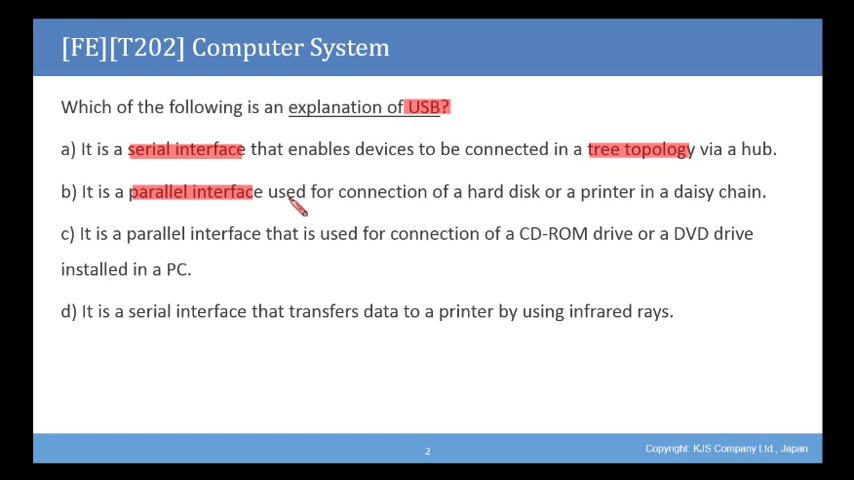 [FE][T202] Computer System
Which of the following is an explanation of USB?
a) It is a serial interface that enables devices to be connected in a tree topology via a hub.
b) It is a parallel interface used for connection of a hard disk or a printer in a daisy chain.
c) It is a parallel interface that is used for connection of a CD-ROM drive or a DVD drive
installed in a PC.
d) It is a serial interface that transfers data to a printer by using infrared rays.
2
Copyright: KJS Company Ltd., Japan